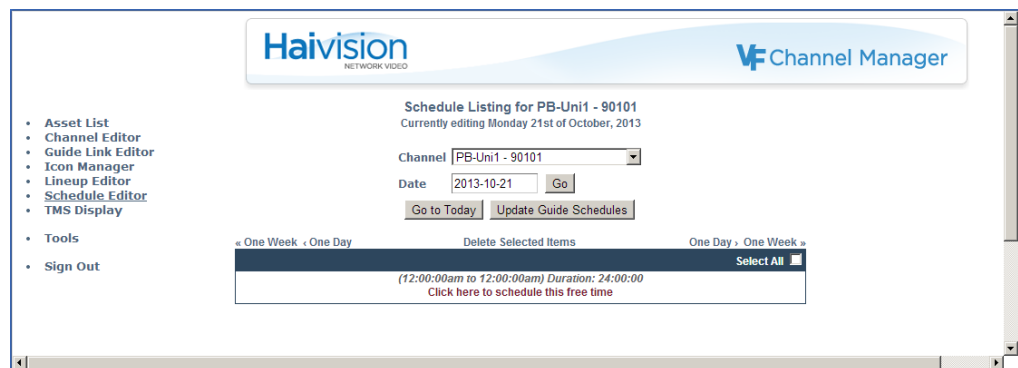 Haivision
NETWORK VIDEO
VF Channel Manager
Schedule Listing for PB-Uni1 - 90101
Currently editing Monday 21st of October, 2013
• Asset List
• Channel Editor
• Guide Link Editor
• Icon Manager
• Lineup Editor
• Schedule Editor
• TMS Display
• Tools
• Sign Out
Channel PB-Uni1 - 90101
Date 2013-10-21 Go
Go to Today Update Guide Schedules
« One Week ‹ One Day Delete Selected Items One Day › One Week »
Select All
(12:00:00am to 12:00:00am) Duration: 24:00:00
Click here to schedule this free time